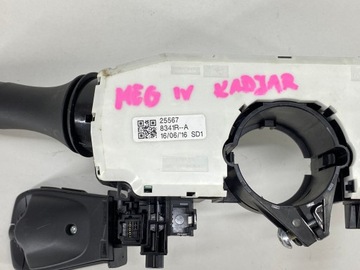 MEG IV KADJAR
25567
8341R--A
16/06/16 SD1